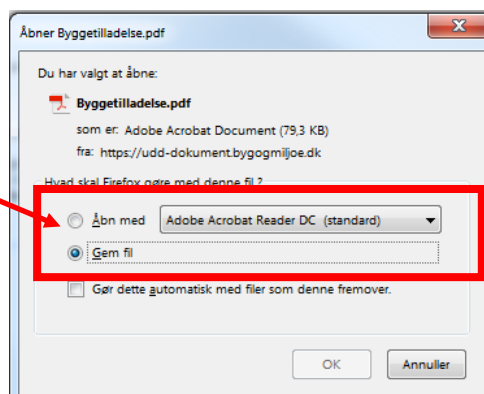 Åbner Byggetilladelse.pdf
Du har valgt at åbne:
Byggetilladelse.pdf
som er: Adobe Acrobat Document (79,3 KB)
fra: https://udd-dokument.bygogmiljoe.dk
Hvad skal Firefox gøre med denne fil ?
Åbn med Adobe Acrobat Reader DC (standard)
Gem fil
Gør dette automatisk med filer som denne fremover.
OK Annuller